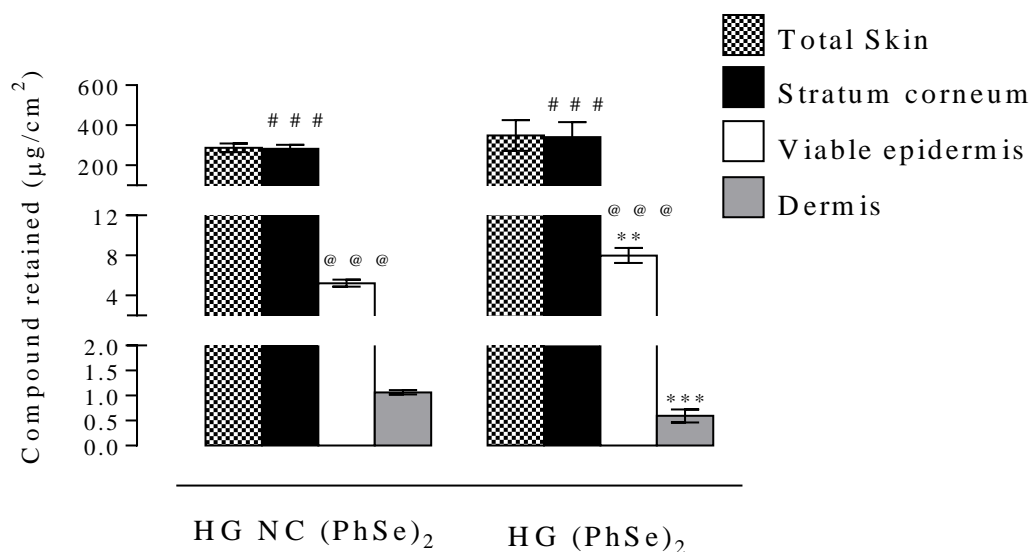 Total Skin
Stratum corneum
Viable epidermis
Dermis
Compound retained (µg/cm²)
600
400
200
12
8
4
2.0
1.5
1.0
0.5
0.0
# # #
# # #
@ @ @
@ @ @
**
***
HG NC (PhSe)₂
HG (PhSe)₂